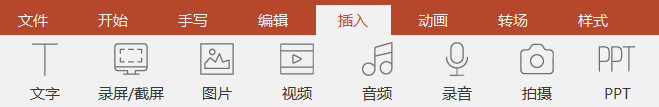 文件 开始 手写 编辑 插入 动画 转场 样式
PPT
文字 录屏/截屏 图片 视频 音频 录音 拍摄 PPT